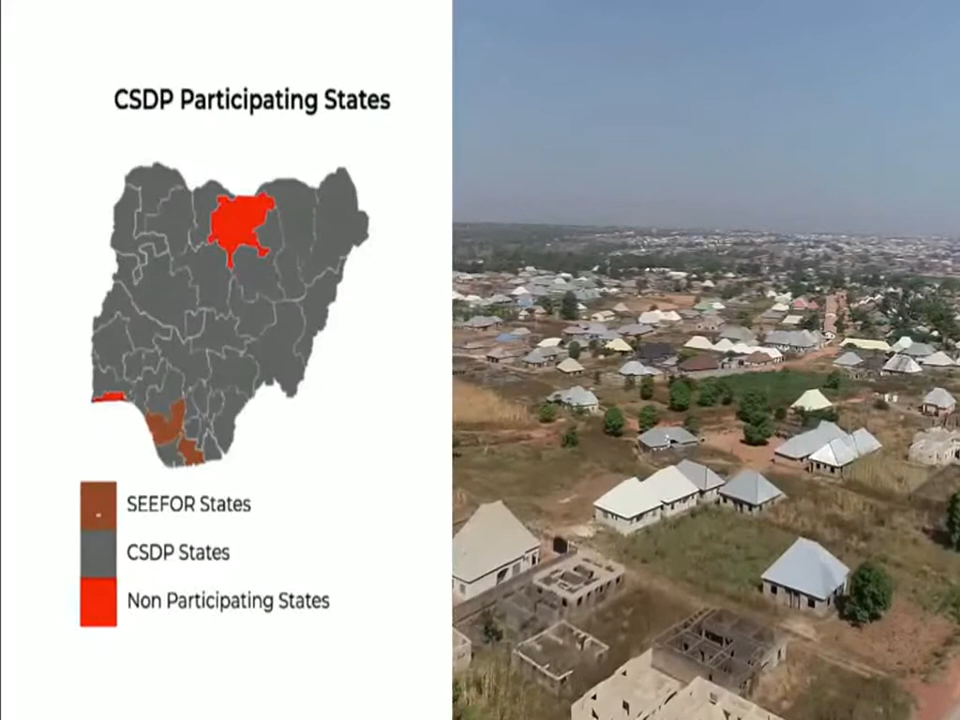 CSDP Participating States
SEEFOR States
CSDP States
Non Participating States